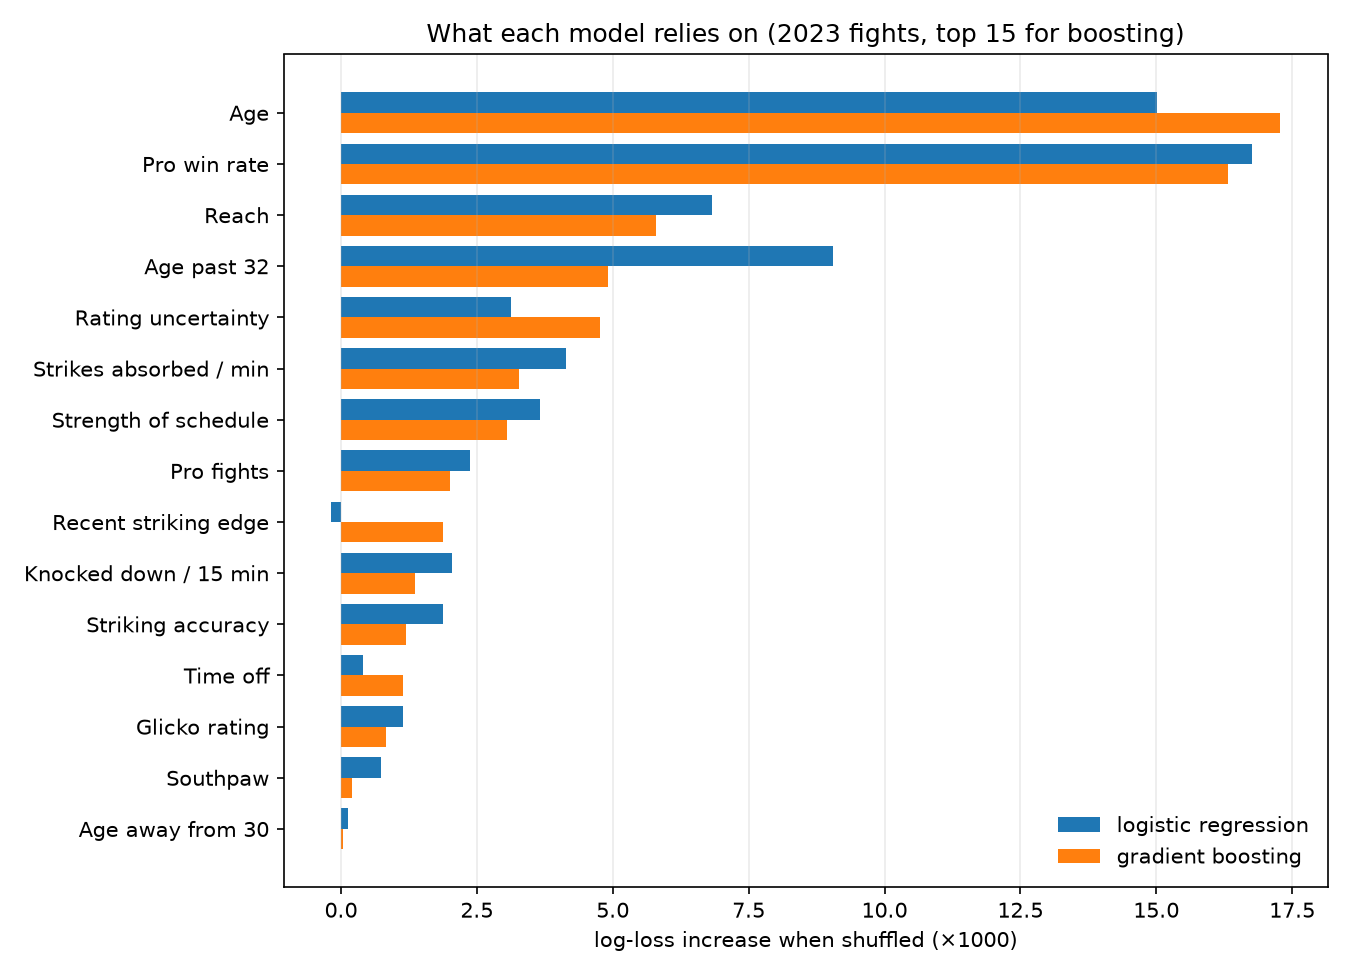 What each model relies on (2023 fights, top 15 for boosting)
Age
Pro win rate
Reach
Age past 32
Rating uncertainty
Strikes absorbed / min
Strength of schedule
Pro fights
Recent striking edge
Knocked down / 15 min
Striking accuracy
Time off
Glicko rating
Southpaw
Age away from 30
logistic regression
gradient boosting
0.0 2.5 5.0 7.5 10.0 12.5 15.0 17.5
log-loss increase when shuffled (×1000)